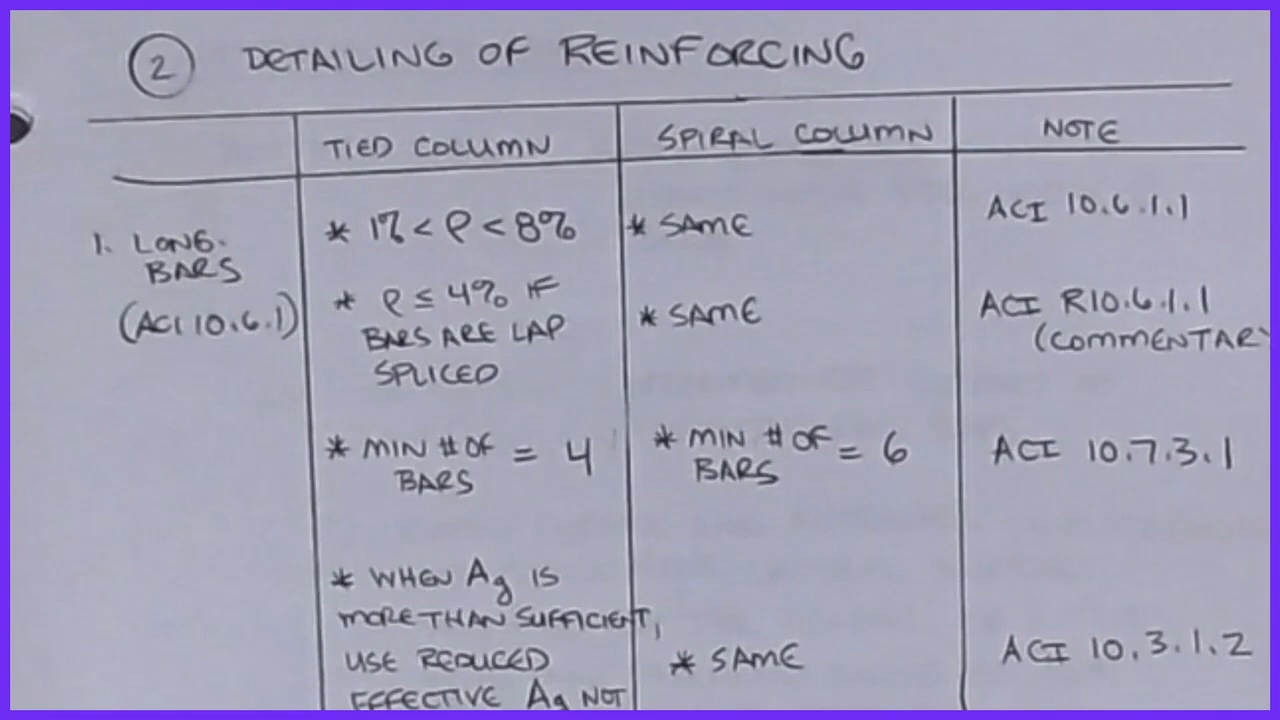 2 DETAILING OF REINFORCING
TIED COLUMN SPIRAL COLUMN NOTE
1. LONG. BARS (ACI 10.6.1)
* 1% < ρ < 8% * SAME ACI 10.6.1.1
* ρ ≤ 4% IF
BARS ARE LAP
SPLICED
* SAME
ACI R10.6.1.1
(COMMENTARY
* MIN # OF
BARS = 4
* MIN # OF
BARS = 6
ACI 10.7.3.1
* WHEN Ag IS
MORE THAN SUFFICIENT,
USE REDUCED
EFFECTIVE Ag NOT
* SAME
ACI 10.3.1.2